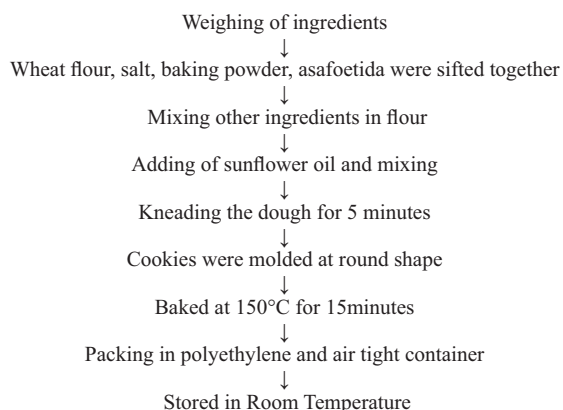 Weighing of ingredients
↓
Wheat flour, salt, baking powder, asafoetida were sifted together
↓
Mixing other ingredients in flour
↓
Adding of sunflower oil and mixing
↓
Kneading the dough for 5 minutes
↓
Cookies were molded at round shape
↓
Baked at 150°C for 15minutes
↓
Packing in polyethylene and air tight container
↓
Stored in Room Temperature